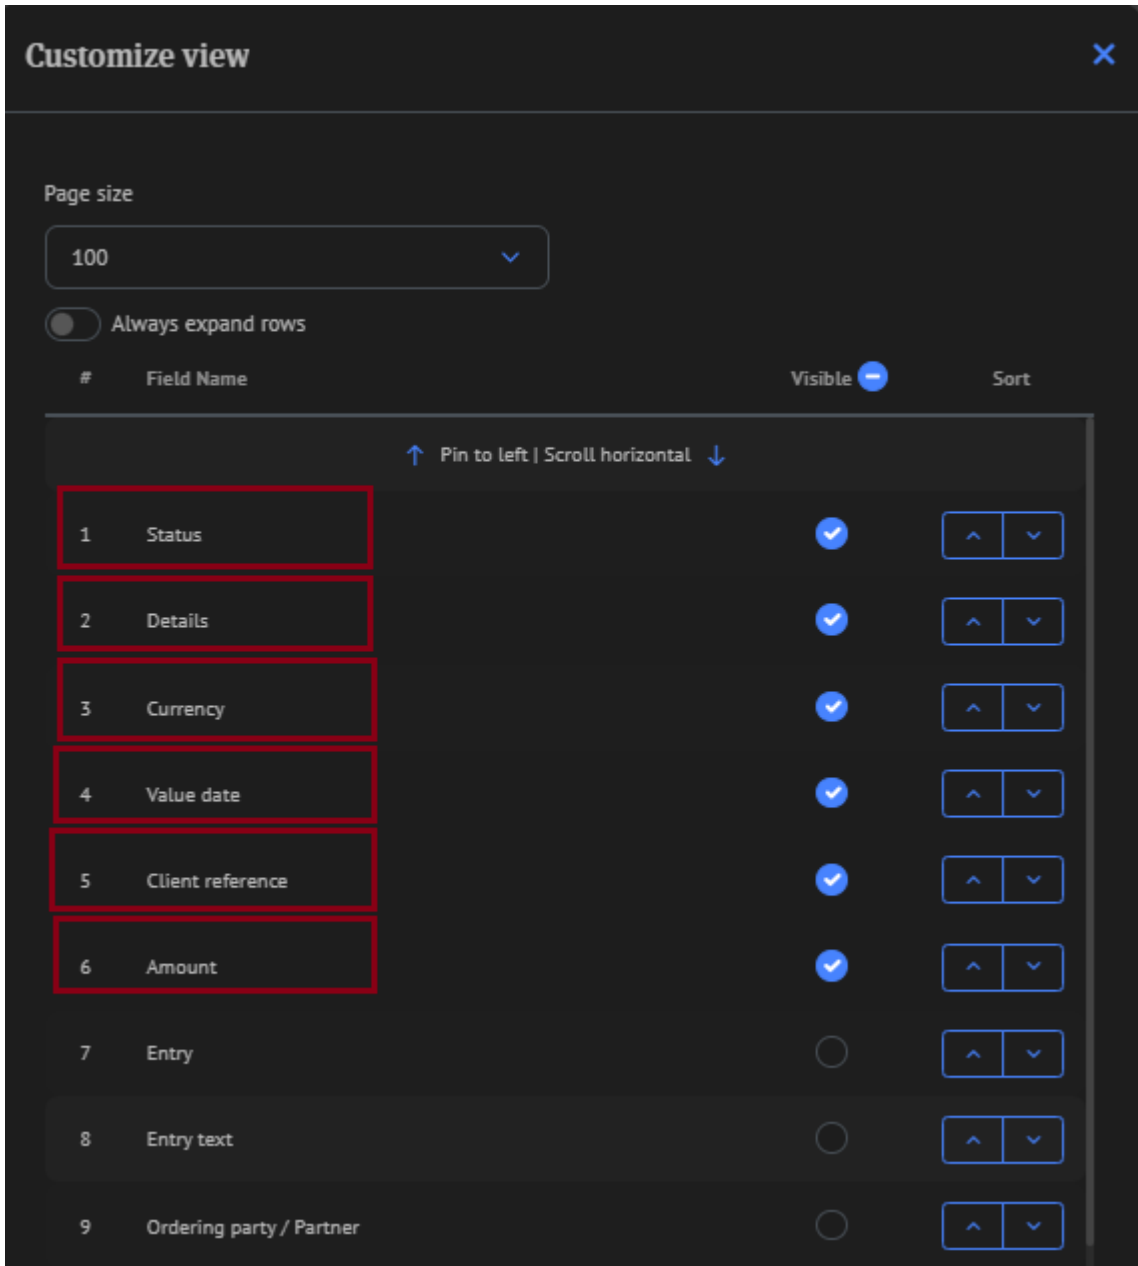 Customize view
Page size
100
Always expand rows
# Field Name Visible Sort
Pin to left | Scroll horizontal
1 Status
2 Details
3 Currency
4 Value date
5 Client reference
6 Amount
7 Entry
8 Entry text
9 Ordering party / Partner